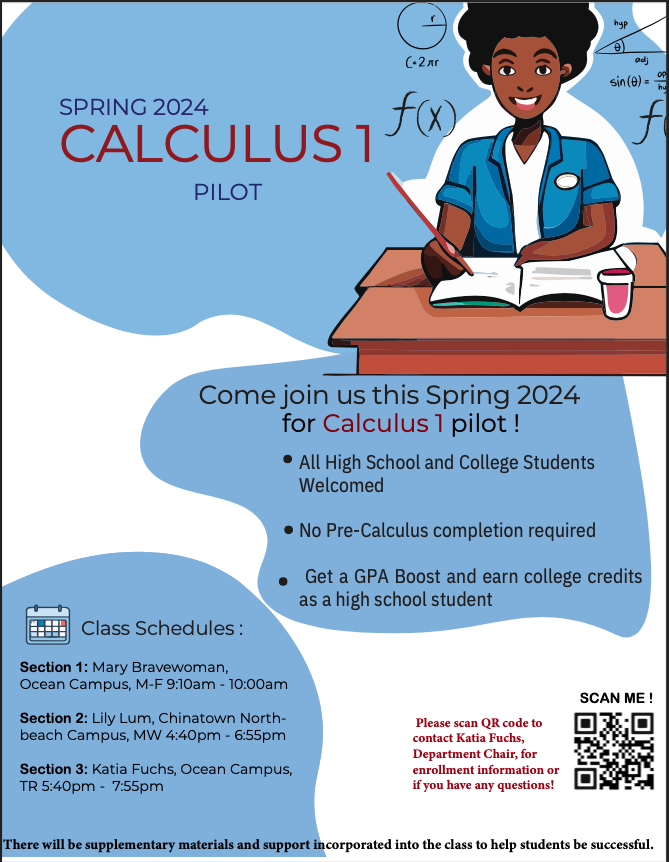 r
C=2πr
hyp
θ
adj
sin(θ) =
f(x)
SPRING 2024
CALCULUS 1
PILOT
Come join us this Spring 2024
for Calculus 1 pilot !
• All High School and College Students
Welcomed
• No Pre-Calculus completion required
• Get a GPA Boost and earn college credits
as a high school student
Class Schedules :
Section 1: Mary Bravewoman,
Ocean Campus, M-F 9:10am - 10:00am
Section 2: Lily Lum, Chinatown North-
beach Campus, MW 4:40pm - 6:55pm
Section 3: Katia Fuchs, Ocean Campus,
TR 5:40pm - 7:55pm
SCAN ME !
Please scan QR code to
contact Katia Fuchs,
Department Chair, for
enrollment information or
if you have any questions!
There will be supplementary materials and support incorporated into the class to help students be successful.